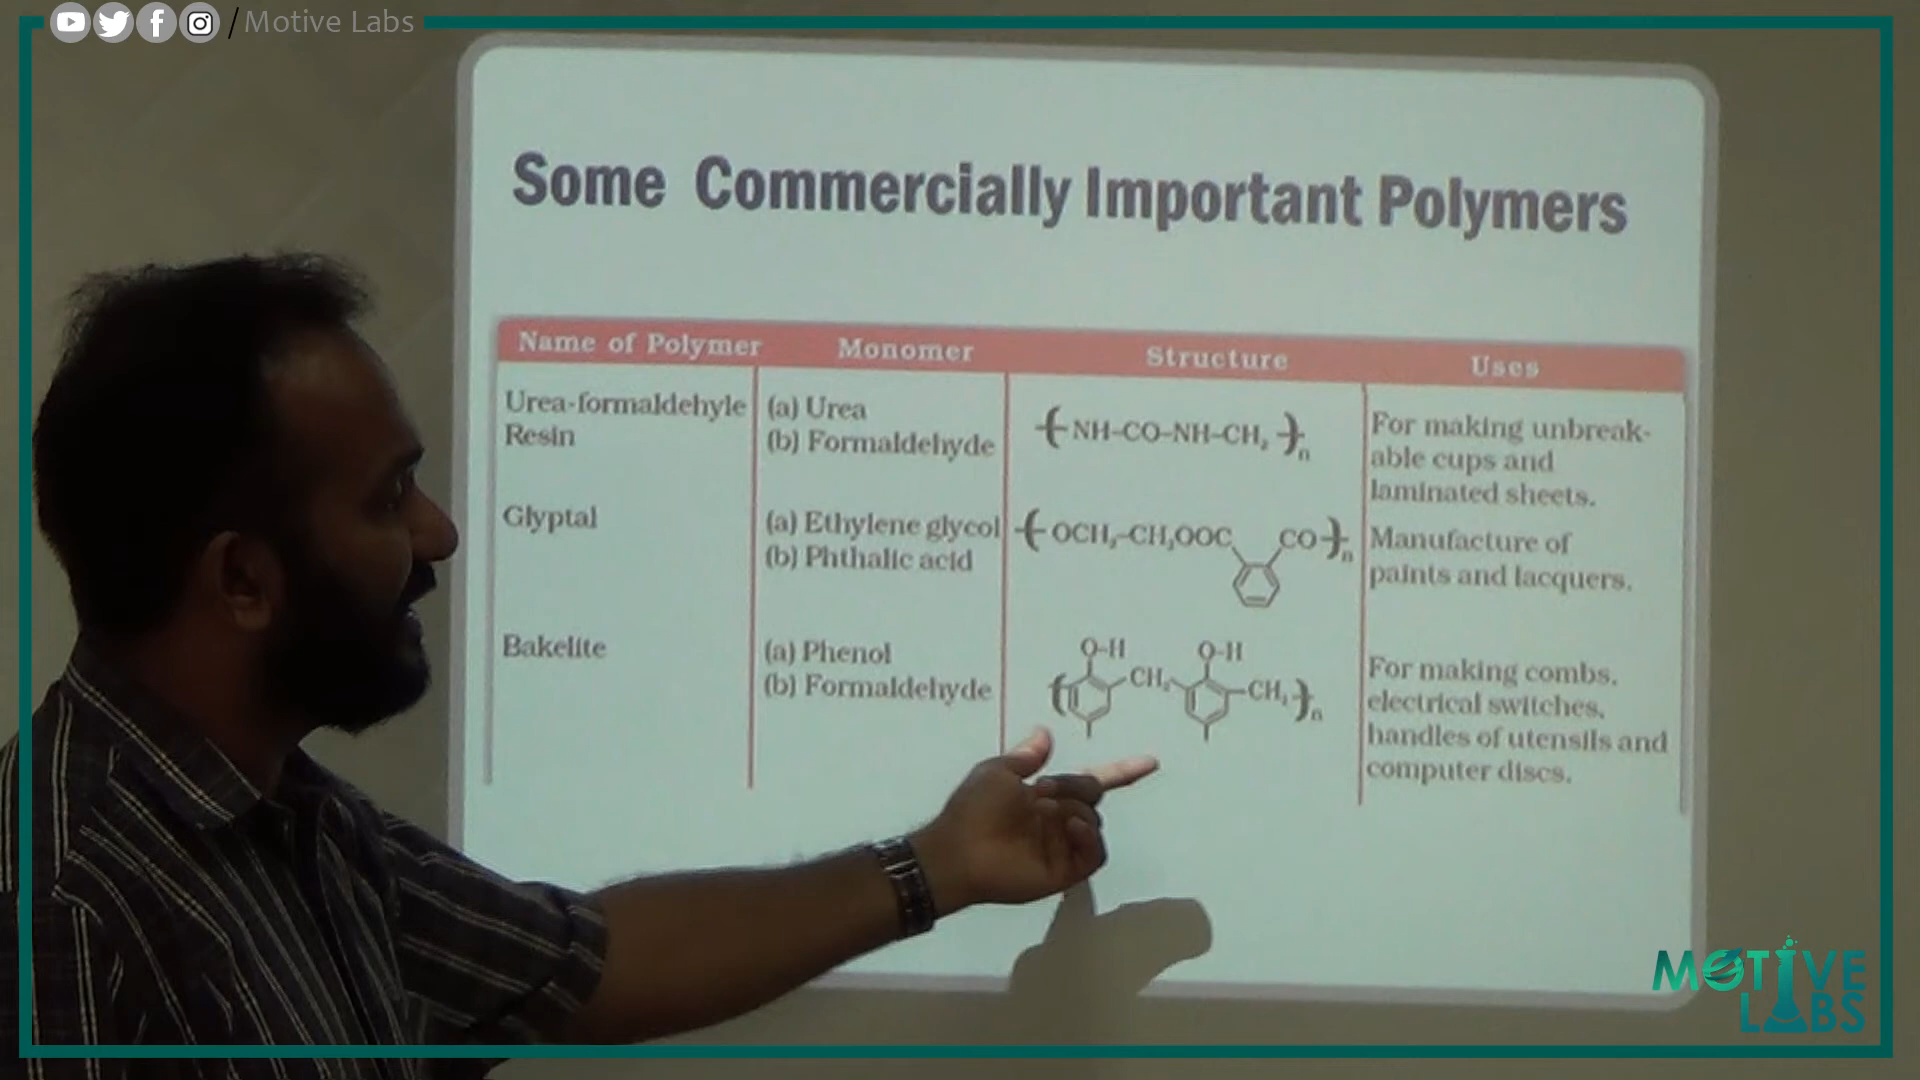 / Motive Labs
Some Commercially Important Polymers
Name of Polymer Monomer Structure Uses
Urea-formaldehyle
Resin
(a) Urea
(b) Formaldehyde
( NH–CO–NH–CH₂ )n
For making unbreak-
able cups and
laminated sheets.
Glyptal
(a) Ethylene glycol
(b) Phthalic acid
( OCH₂–CH₂OOC CO )n
Manufacture of
paints and lacquers.
Bakelite
(a) Phenol
(b) Formaldehyde
O–H O–H
( CH₂ CH₂ )n
For making combs,
electrical switches,
handles of utensils and
computer discs.
MOTIVE
LABS